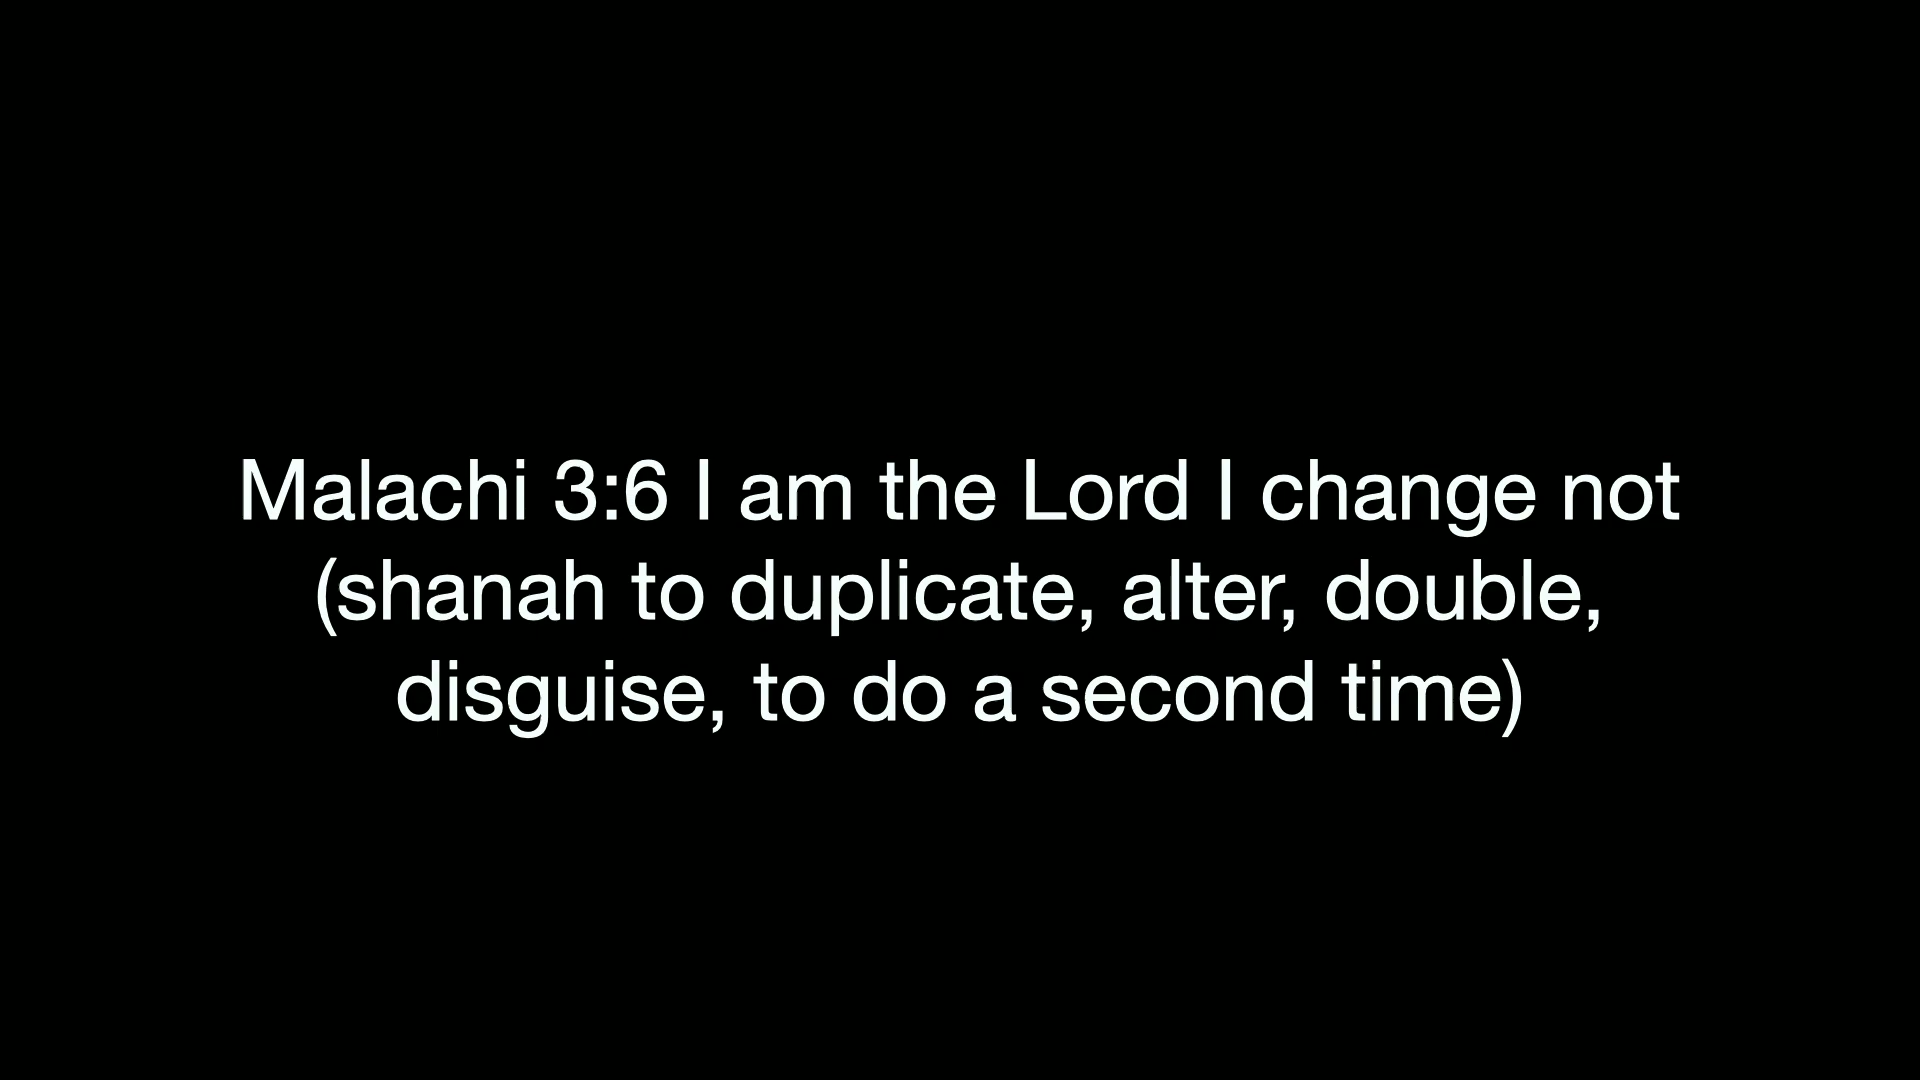 Malachi 3:6 I am the Lord I change not
(shanah to duplicate, alter, double,
disguise, to do a second time)